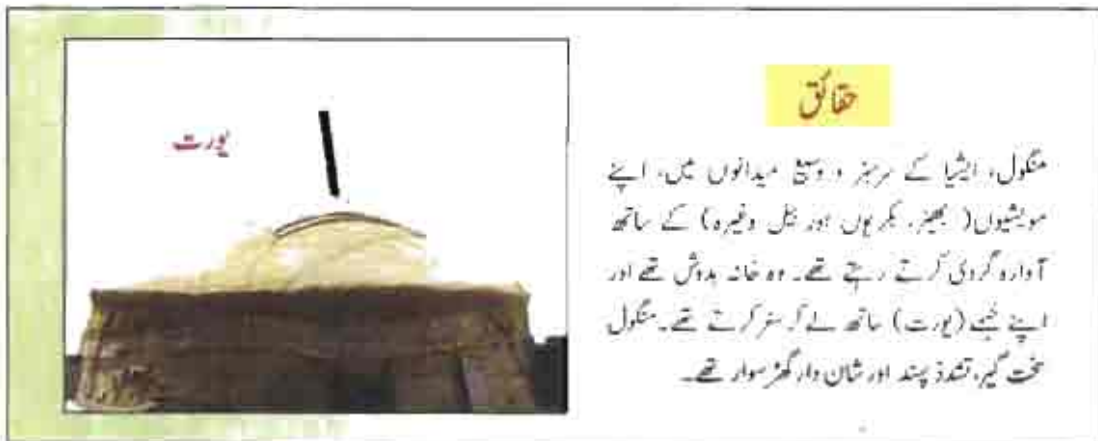 حقائق
یورت
منگول، ایشیا کے سرسبز و وسیع میدانوں میں، اپنے
مویشیوں( بھیڑ، بکریوں اور بیل وغیرہ) کے ساتھ
آوارہ گردی کرتے رہتے تھے۔ وہ خانہ بدوش تھے اور
اپنے خیمے (یورت) ساتھ لے کر سفر کرتے تھے۔ منگول
سخت گیر، تشدد پسند اور شان دار گھڑ سوار تھے۔